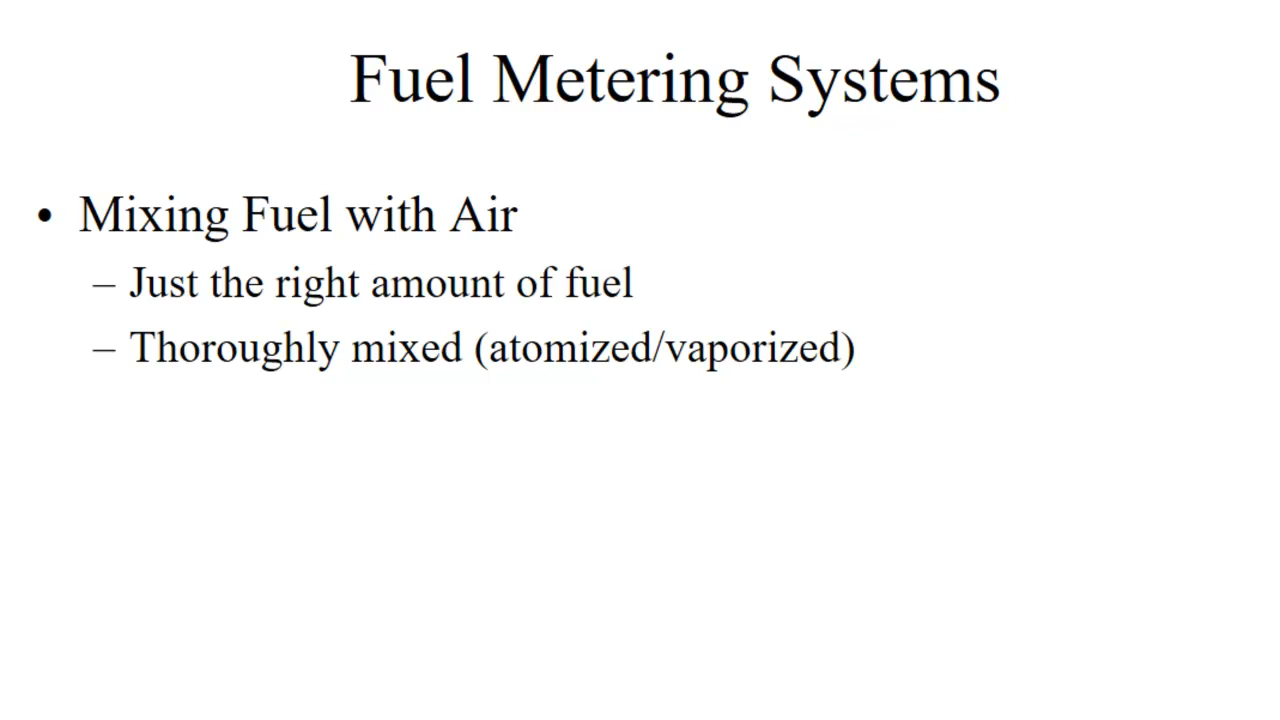 Fuel Metering Systems
• Mixing Fuel with Air
– Just the right amount of fuel
– Thoroughly mixed (atomized/vaporized)